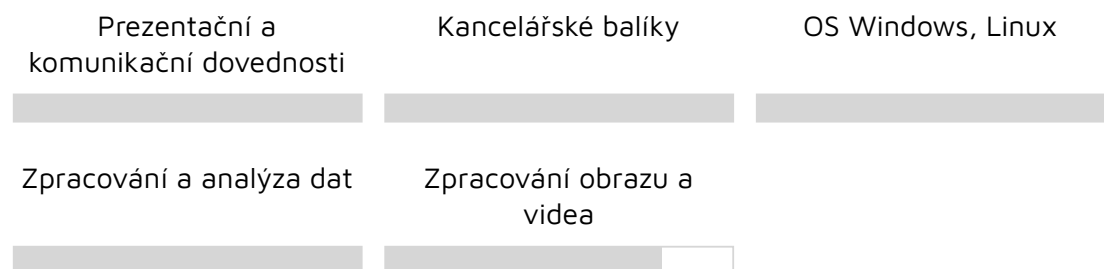 Prezentační a
komunikační dovednosti
Kancelářské balíky
OS Windows, Linux
Zpracování a analýza dat
Zpracování obrazu a
videa